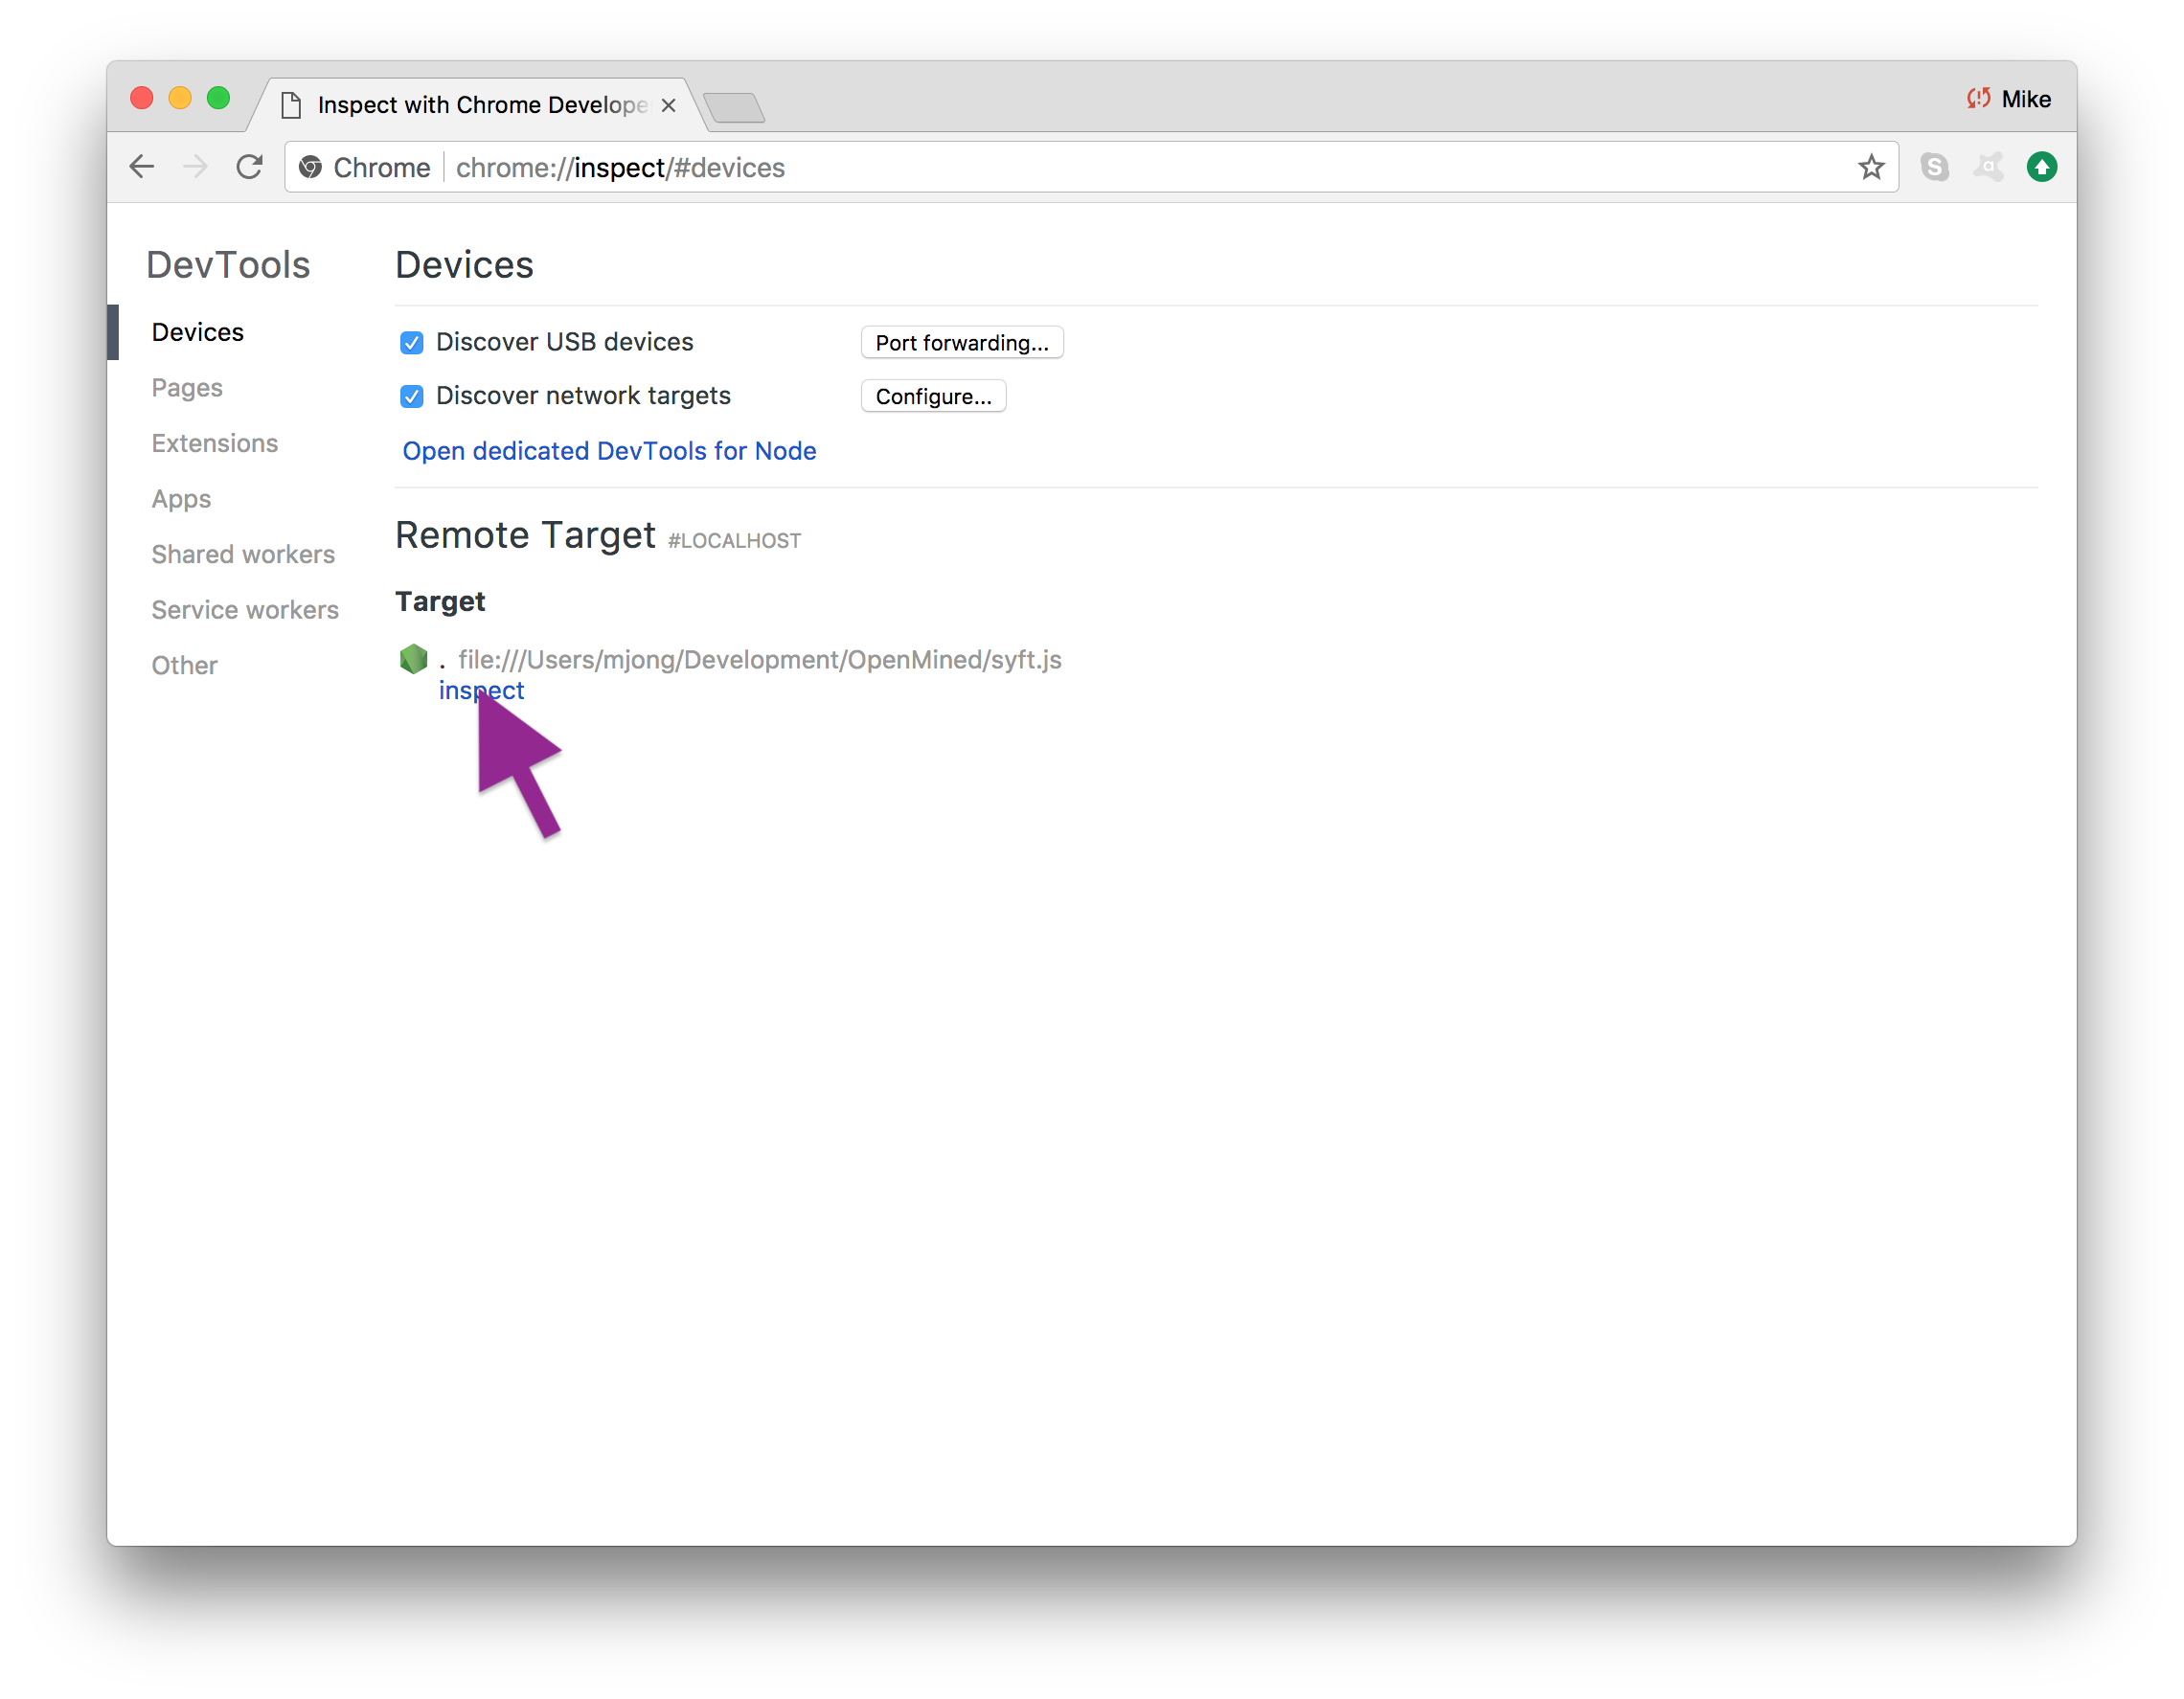 Inspect with Chrome Develope
Mike
Chrome chrome://inspect/#devices
DevTools
Devices
Pages
Extensions
Apps
Shared workers
Service workers
Other
Devices
Discover USB devices Port forwarding...
Discover network targets Configure...
Open dedicated DevTools for Node
Remote Target #LOCALHOST
Target
. file:///Users/mjong/Development/OpenMined/syft.js
inspect